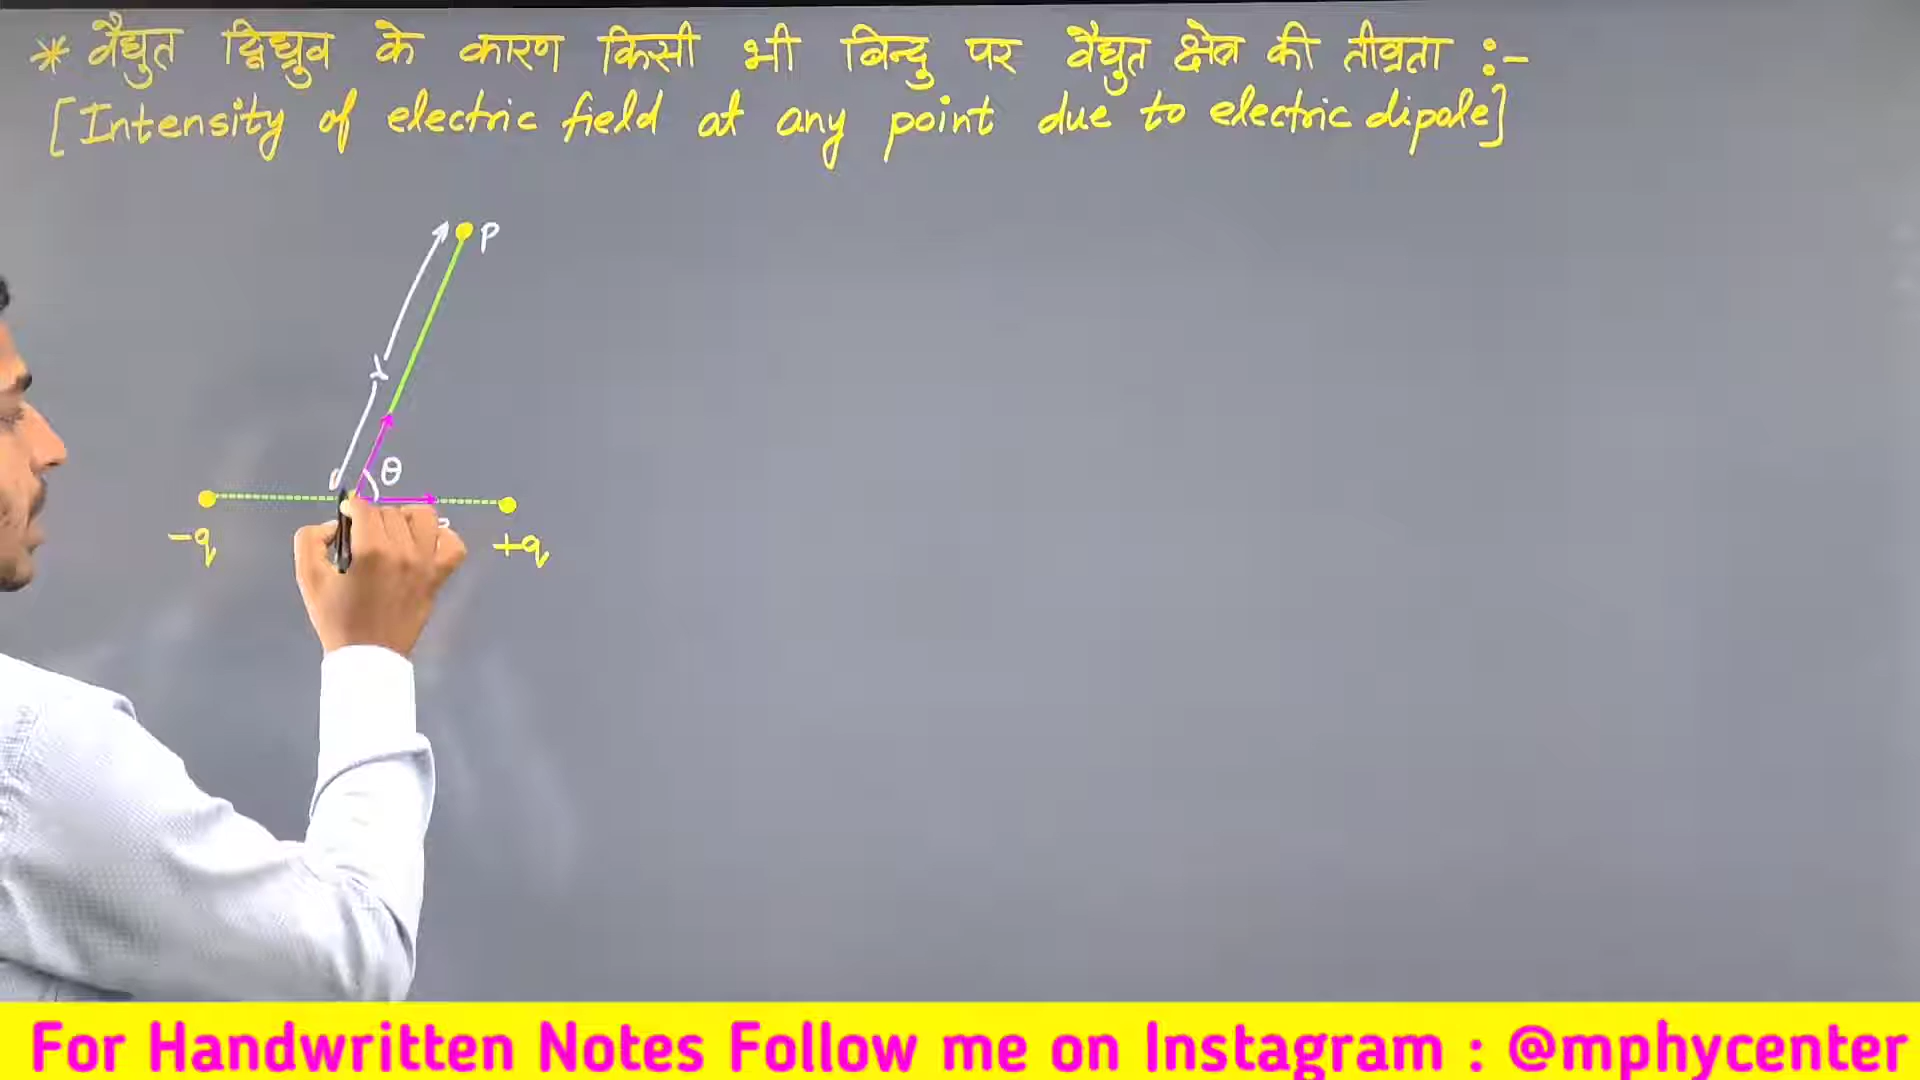 * वैद्युत द्विध्रुव के कारण किसी भी बिन्दु पर वैद्युत क्षेत्र की तीव्रता :-
[Intensity of electric field at any point due to electric dipole]
P
θ
-q
+q
For Handwritten Notes Follow me on Instagram : @mphycenter